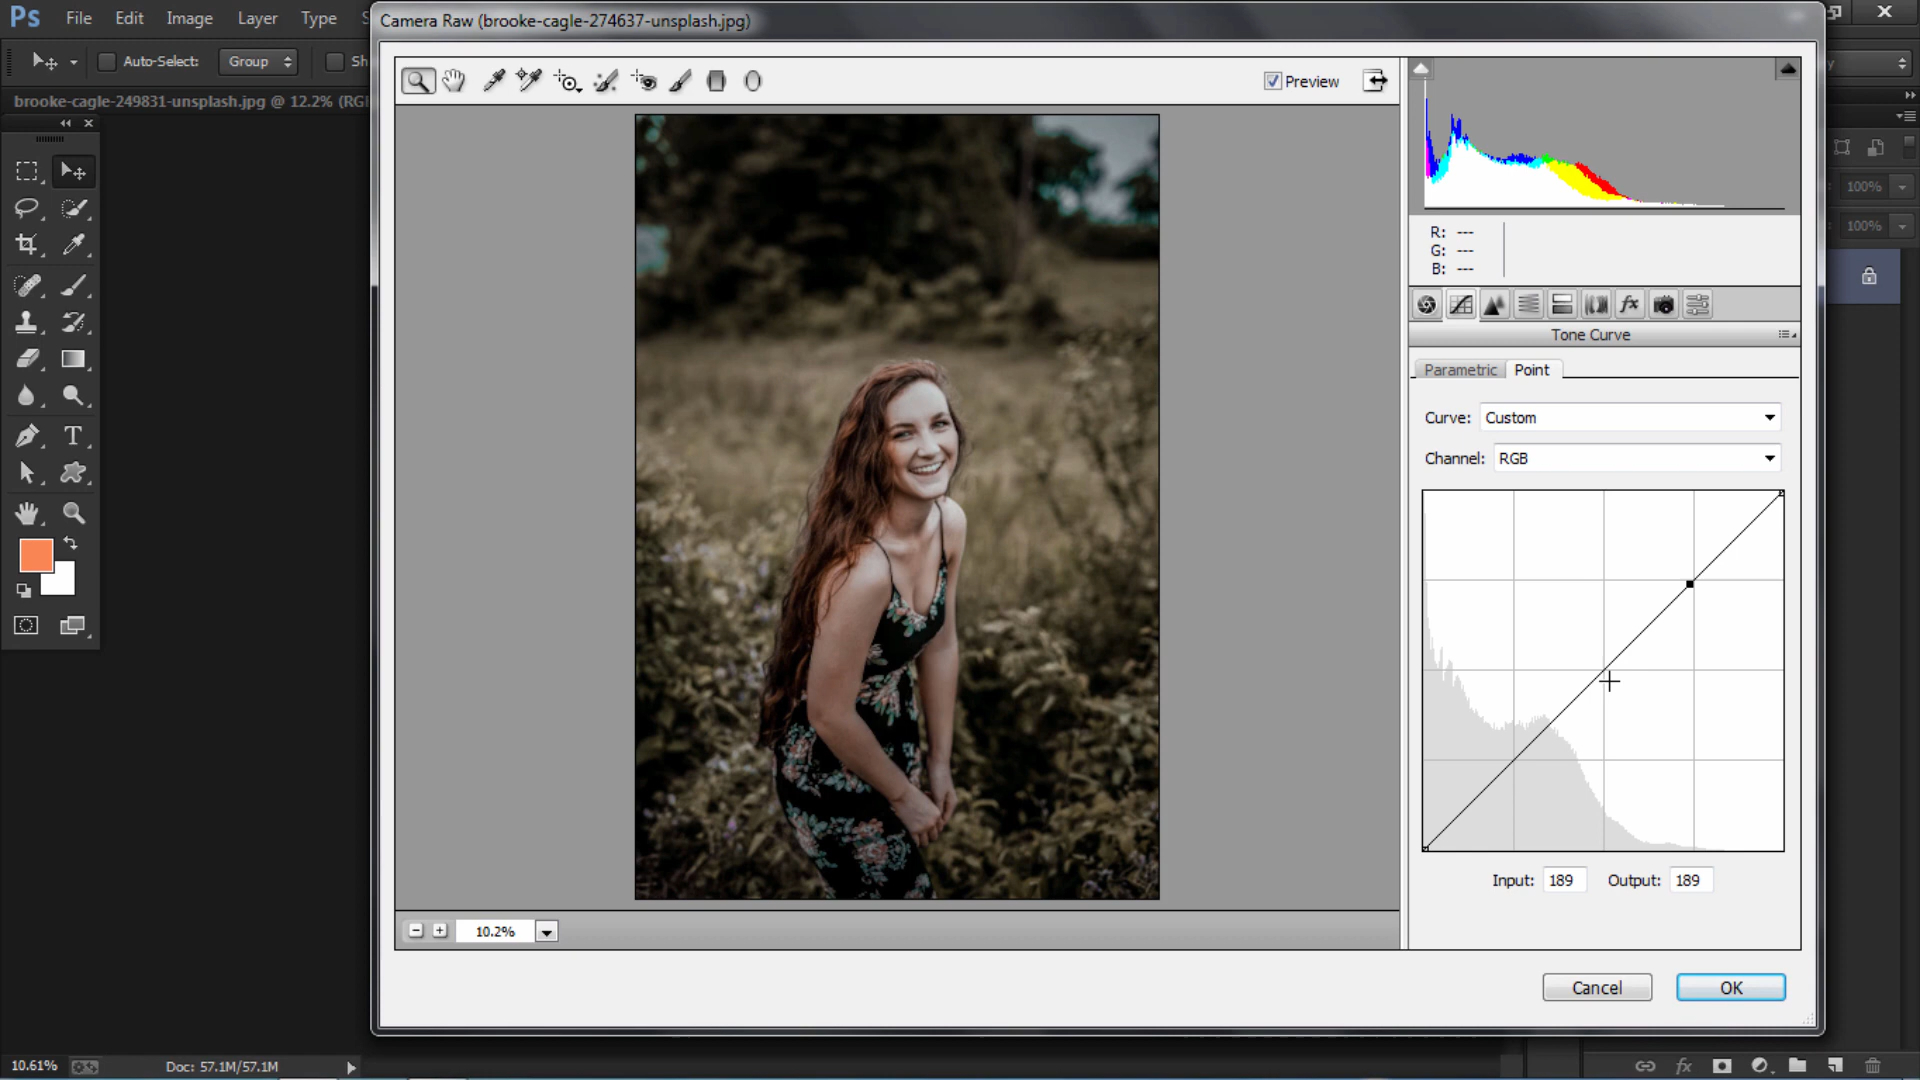 Ps File Edit Image Layer Type
Camera Raw (brooke-cagle-274637-unsplash.jpg)
Auto-Select: Group
Preview
brooke-cagle-249831-unsplash.jpg @ 12.2%
100%
100%
R: ---
G: ---
B: ---
fx
Tone Curve
Parametric Point
Curve: Custom
Channel: RGB
T
Input: 189 Output: 189
10.2%
Cancel OK
10.61% Doc: 57.1M/57.1M
fx